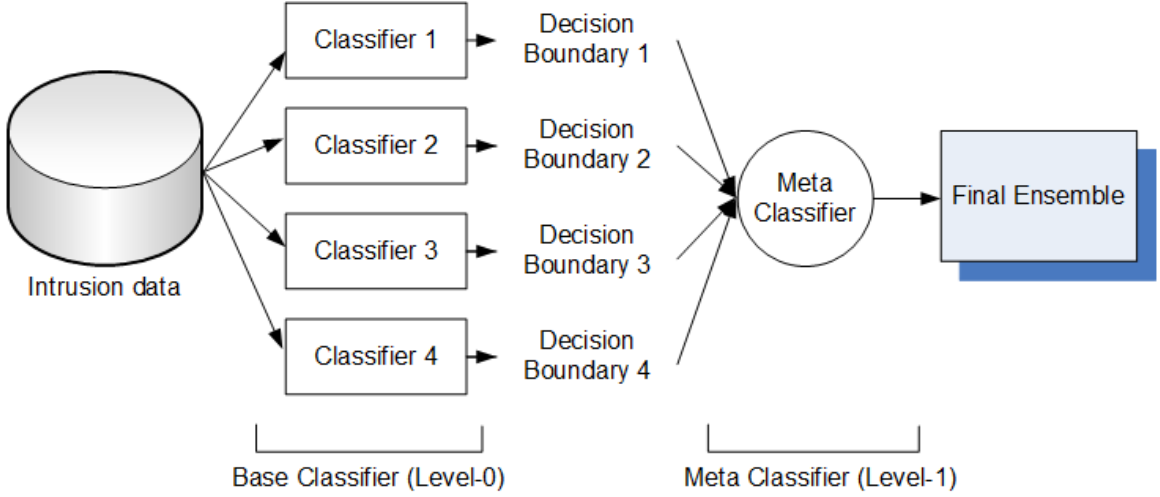 Intrusion data
Classifier 1
Classifier 2
Classifier 3
Classifier 4
Decision
Boundary 1
Decision
Boundary 2
Decision
Boundary 3
Decision
Boundary 4
Meta
Classifier
Final Ensemble
Base Classifier (Level-0)
Meta Classifier (Level-1)